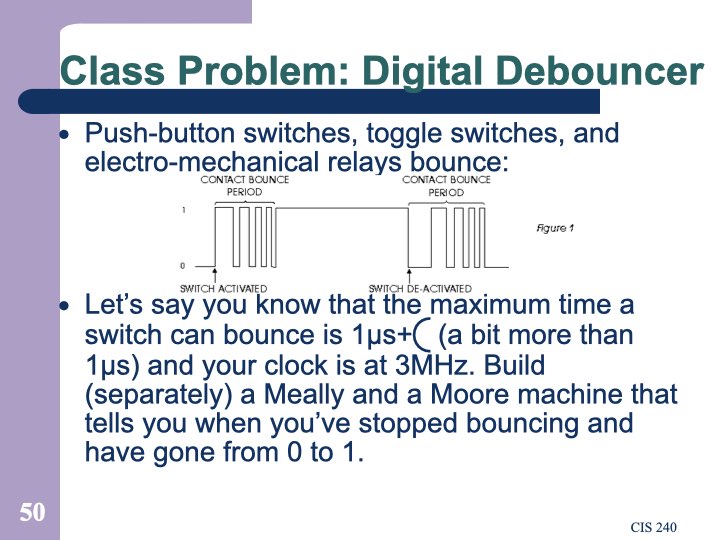 Class Problem: Digital Debouncer
• Push-button switches, toggle switches, and
electro-mechanical relays bounce:
CONTACT BOUNCE PERIOD
CONTACT BOUNCE PERIOD
1
Figure 1
0
SWITCH ACTIVATED
SWITCH DE-ACTIVATED
• Let's say you know that the maximum time a
switch can bounce is 1µs+( (a bit more than
1µs) and your clock is at 3MHz. Build
(separately) a Meally and a Moore machine that
tells you when you've stopped bouncing and
have gone from 0 to 1.
50
CIS 240